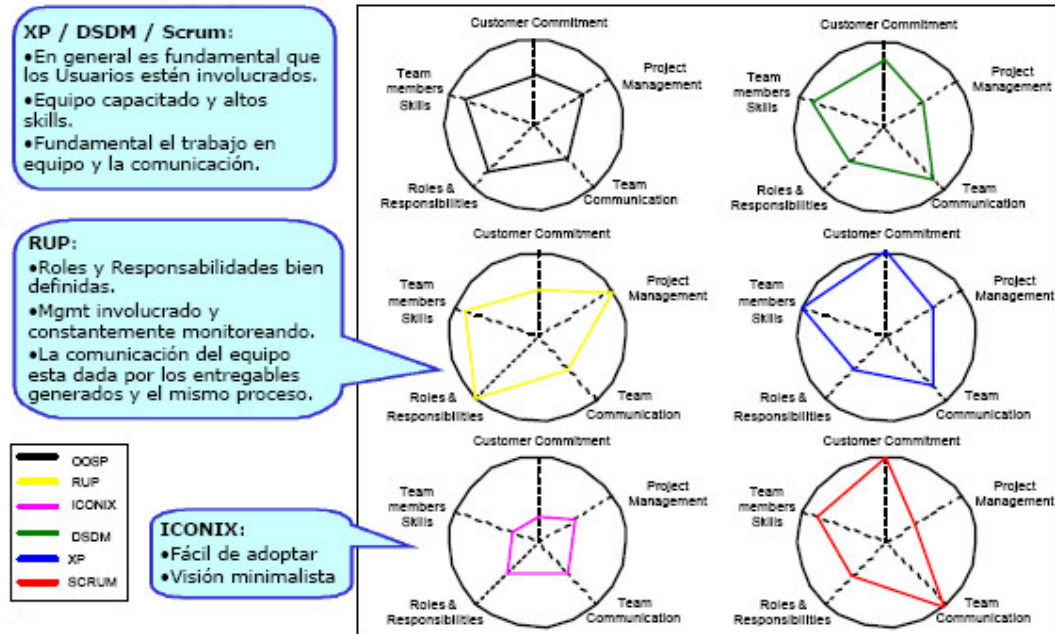 XP / DSDM / Scrum:
•En general es fundamental que
los Usuarios estén involucrados.
•Equipo capacitado y altos
skills.
•Fundamental el trabajo en
equipo y la comunicación.
RUP:
•Roles y Responsabilidades bien
definidas.
•Mgmt involucrado y
constantemente monitoreando.
•La comunicación del equipo
esta dada por los entregables
generados y el mismo proceso.
OOSP
RUP
ICONIX
DSDM
XP
SCRUM
ICONIX:
•Fácil de adoptar
•Visión minimalista
Customer Commitment
Project
Management
Team
members
Skills
Roles &
Responsibilities
Team
Communication
Customer Commitment
Project
Management
Team
members
Skills
Roles &
Responsibilities
Team
Communication
Customer Commitment
Project
Management
Team
members
Skills
Roles &
Responsibilities
Team
Communication
Customer Commitment
Project
Management
Team
members
Skills
Roles &
Responsibilities
Team
Communication
Customer Commitment
Project
Management
Team
members
Skills
Roles &
Responsibilities
Team
Communication
Customer Commitment
Project
Management
Team
members
Skills
Roles &
Responsibilities
Team
Communication